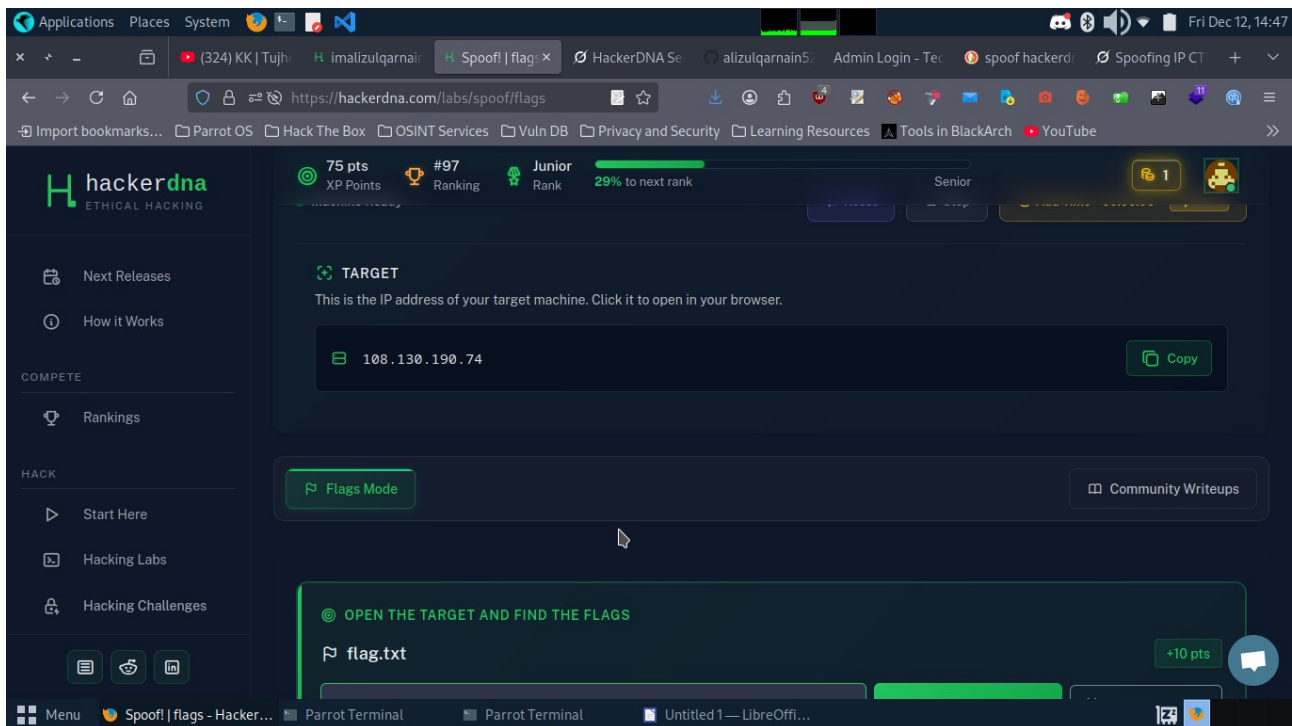 Applications Places System
Fri Dec 12, 14:47
(324) KK | Tujh
imalizulqarnain
Spoof! | flags
HackerDNA Se
alizulqarnain5
Admin Login - Tec
spoof hackerd
Spoofing IP CT
https://hackerdna.com/labs/spoof/flags
4
11
Import bookmarks...
Parrot OS
Hack The Box
OSINT Services
Vuln DB
Privacy and Security
Learning Resources
Tools in BlackArch
YouTube
hackerdna
ETHICAL HACKING
75 pts
XP Points
#97
Ranking
Junior
Rank
29% to next rank
Senior
1
Next Releases
How it Works
COMPETE
Rankings
HACK
Start Here
Hacking Labs
Hacking Challenges
TARGET
This is the IP address of your target machine. Click it to open in your browser.
108.130.190.74
Copy
Flags Mode
Community Writeups
OPEN THE TARGET AND FIND THE FLAGS
flag.txt
+10 pts
Menu
Spoof! | flags - Hacker...
Parrot Terminal
Parrot Terminal
Untitled 1 — LibreOffi...